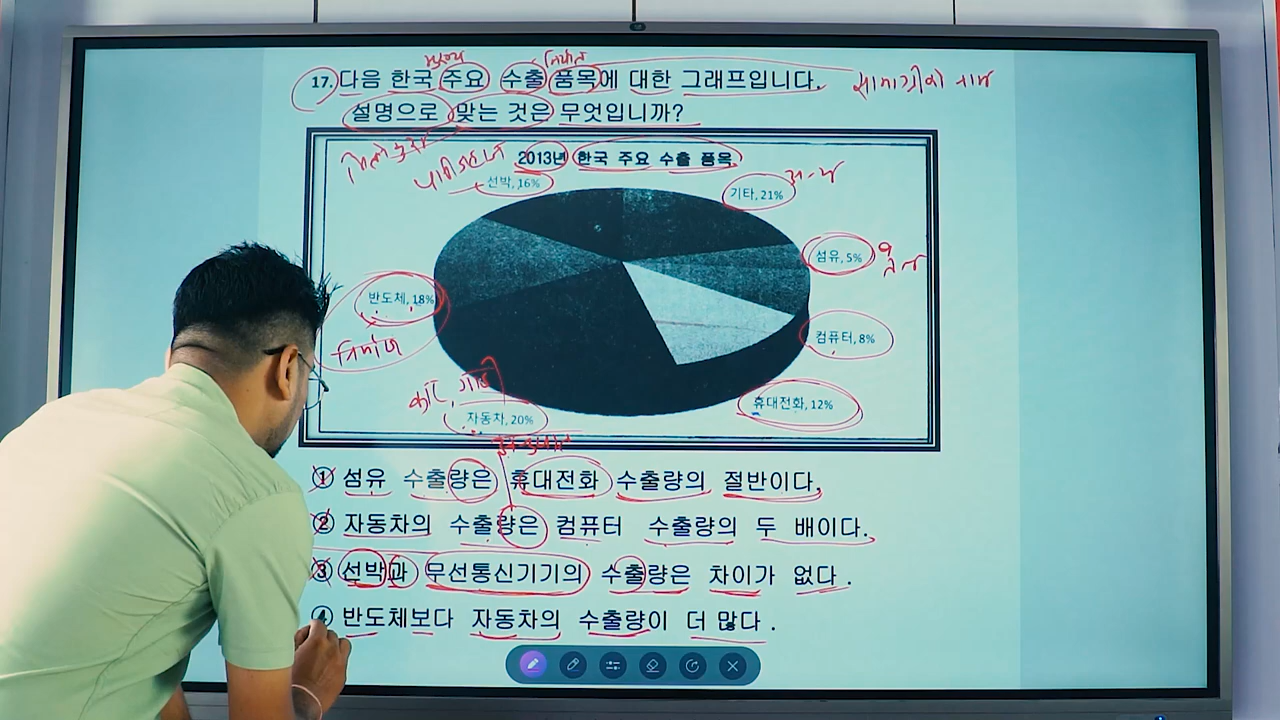 17. 다음 한국 주요 수출 품목에 대한 그래프입니다.
설명으로 맞는 것은 무엇입니까?
2013년 한국 주요 수출 품목
선박, 16%
기타, 21%
섬유, 5%
반도체, 18%
컴퓨터, 8%
휴대전화, 12%
자동차, 20%
① 섬유 수출량은 휴대전화 수출량의 절반이다.
② 자동차의 수출량은 컴퓨터 수출량의 두 배이다.
③ 선박과 무선통신기기의 수출량은 차이가 없다.
④ 반도체보다 자동차의 수출량이 더 많다.